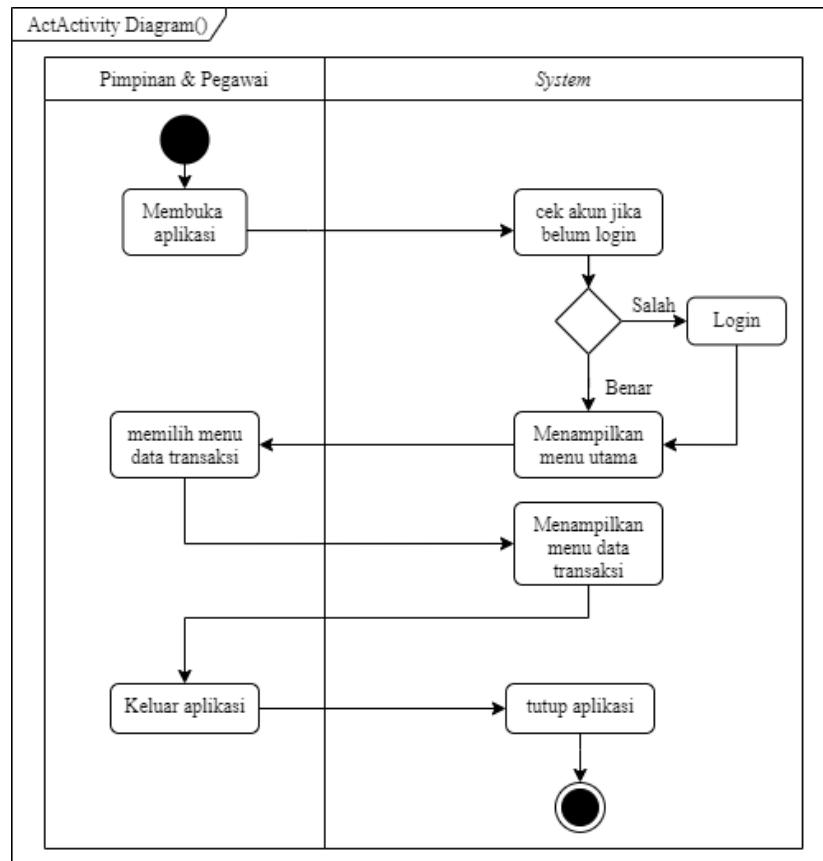 ActActivity Diagram()
Pimpinan & Pegawai
System
Membuka
aplikasi
cek akun jika
belum login
Salah
Login
Benar
memilih menu
data transaksi
Menampilkan
menu utama
Menampilkan
menu data
transaksi
Keluar aplikasi
tutup aplikasi